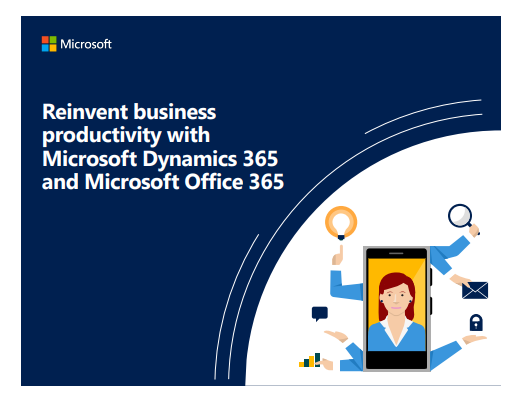 Microsoft
Reinvent business
productivity with
Microsoft Dynamics 365
and Microsoft Office 365